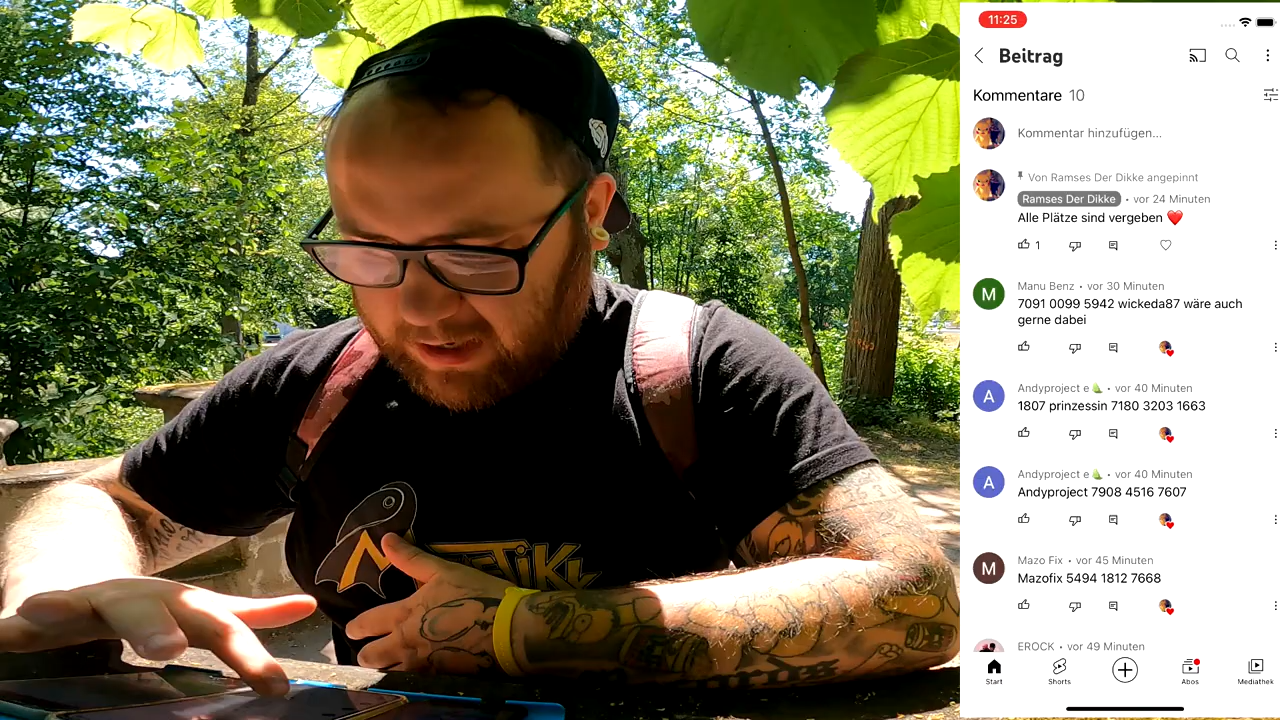 11:25
Beitrag
Kommentare 10
Kommentar hinzufügen...
Von Ramses Der Dikke angepinnt
Ramses Der Dikke • vor 24 Minuten
Alle Plätze sind vergeben ❤️
1
M
Manu Benz • vor 30 Minuten
7091 0099 5942 wickeda87 wäre auch
gerne dabei
A
Andyproject e • vor 40 Minuten
1807 prinzessin 7180 3203 1663
A
Andyproject e • vor 40 Minuten
Andyproject 7908 4516 7607
M
Mazo Fix • vor 45 Minuten
Mazofix 5494 1812 7668
EROCK • vor 49 Minuten
Start
Shorts
Abos
Mediathek